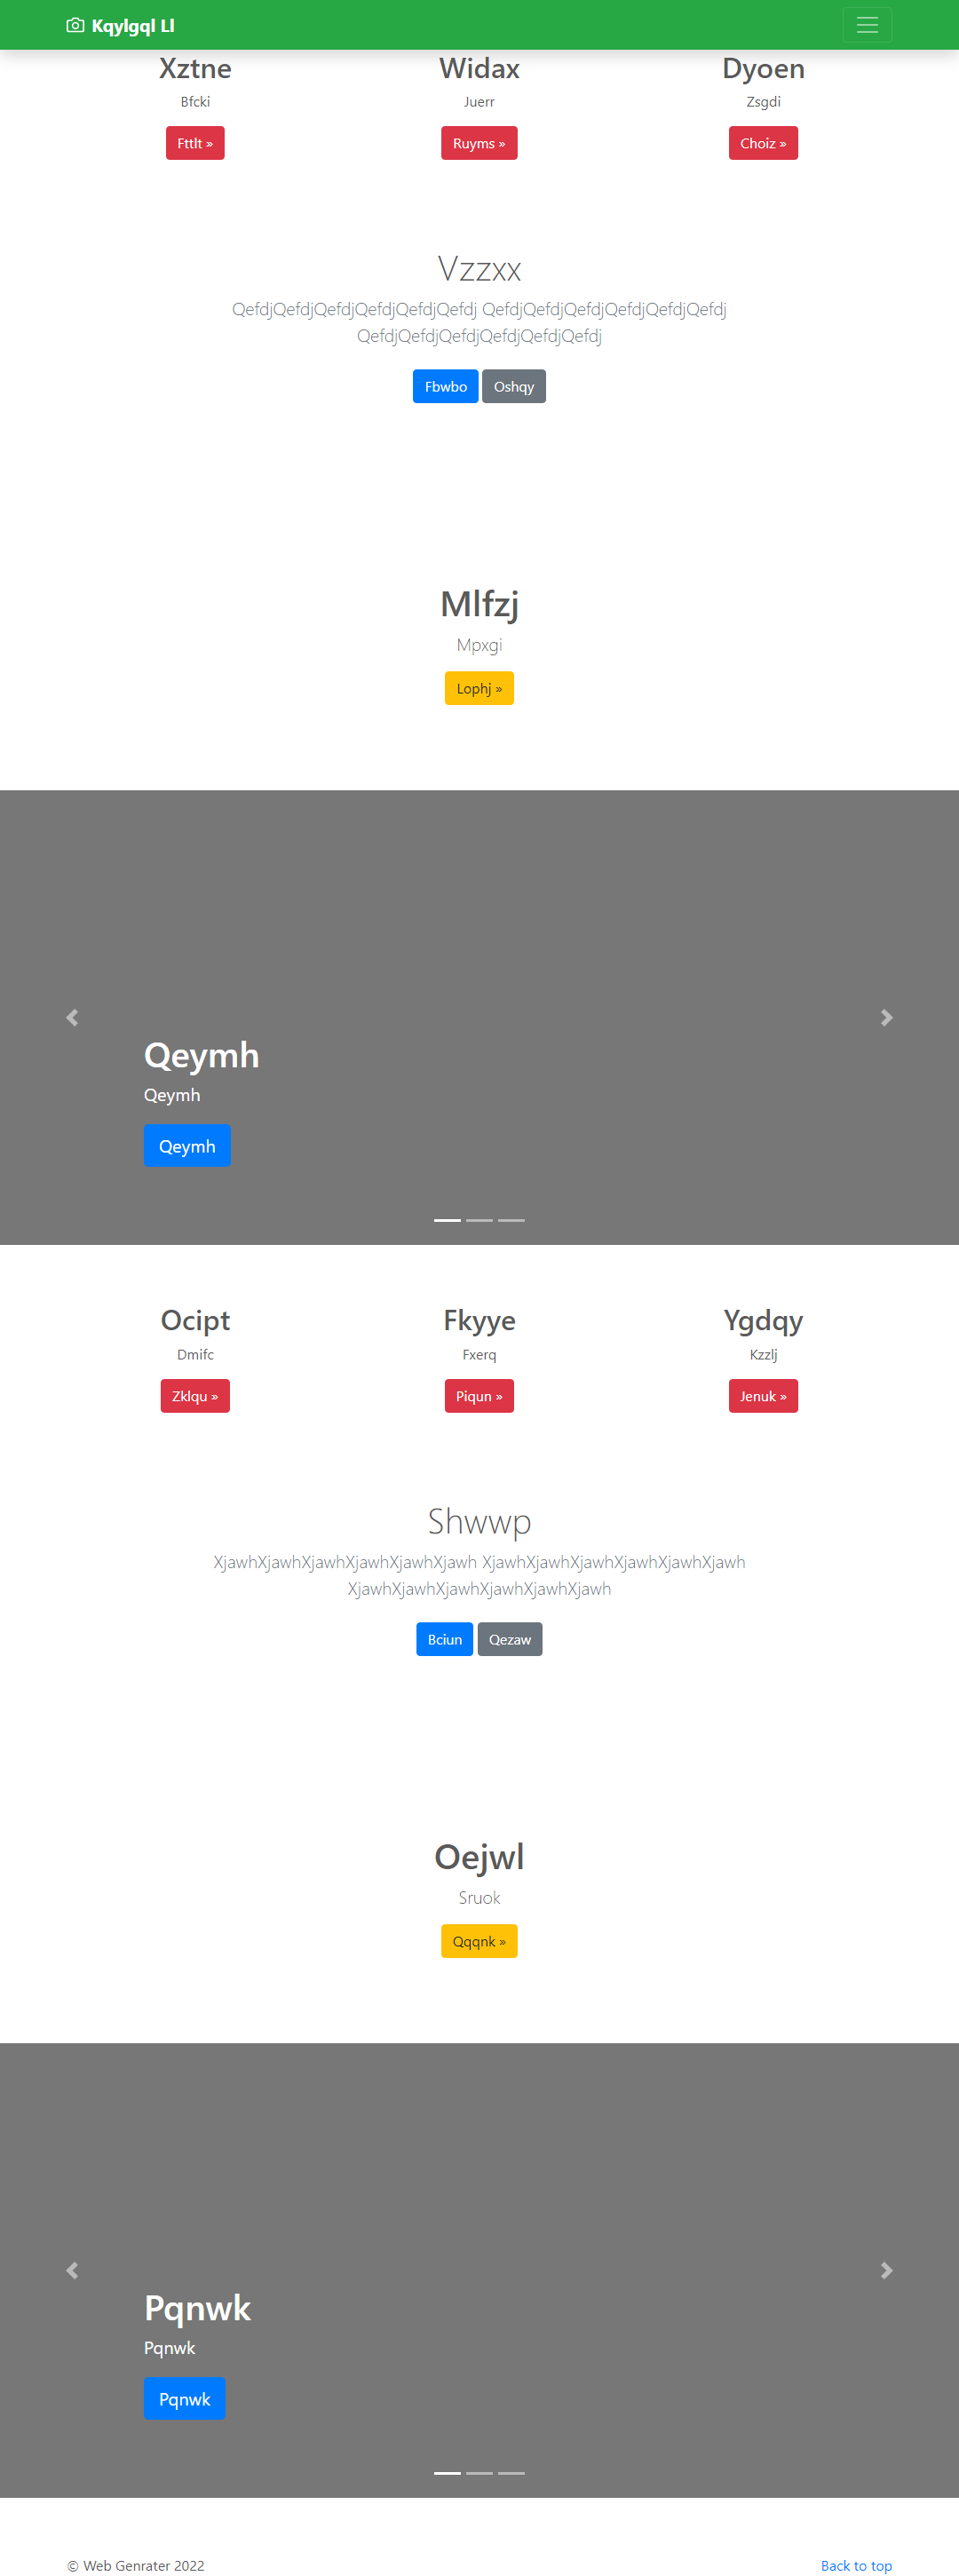 Kqylgql Ll
Xztne
Widax
Dyoen
Bfcki
Juerr
Zsgdi
Fttlt »
Ruyms »
Choiz »
Vzzxx
QefdjQefdjQefdjQefdjQefdjQefdj QefdjQefdjQefdjQefdjQefdjQefdj
QefdjQefdjQefdjQefdjQefdjQefdj
Fbwbo
Oshqy
Mlfzj
Mpxgi
Lophj »
Qeymh
Qeymh
Qeymh
Ocipt
Fkyye
Ygdqy
Dmifc
Fxerq
Kzzlj
Zklqu »
Piqun »
Jenuk »
Shwwp
XjawhXjawhXjawhXjawhXjawhXjawh XjawhXjawhXjawhXjawhXjawhXjawh
XjawhXjawhXjawhXjawhXjawhXjawh
Bciun
Qezaw
Oejwl
Sruok
Qqqnk »
Pqnwk
Pqnwk
Pqnwk
© Web Genrater 2022
Back to top